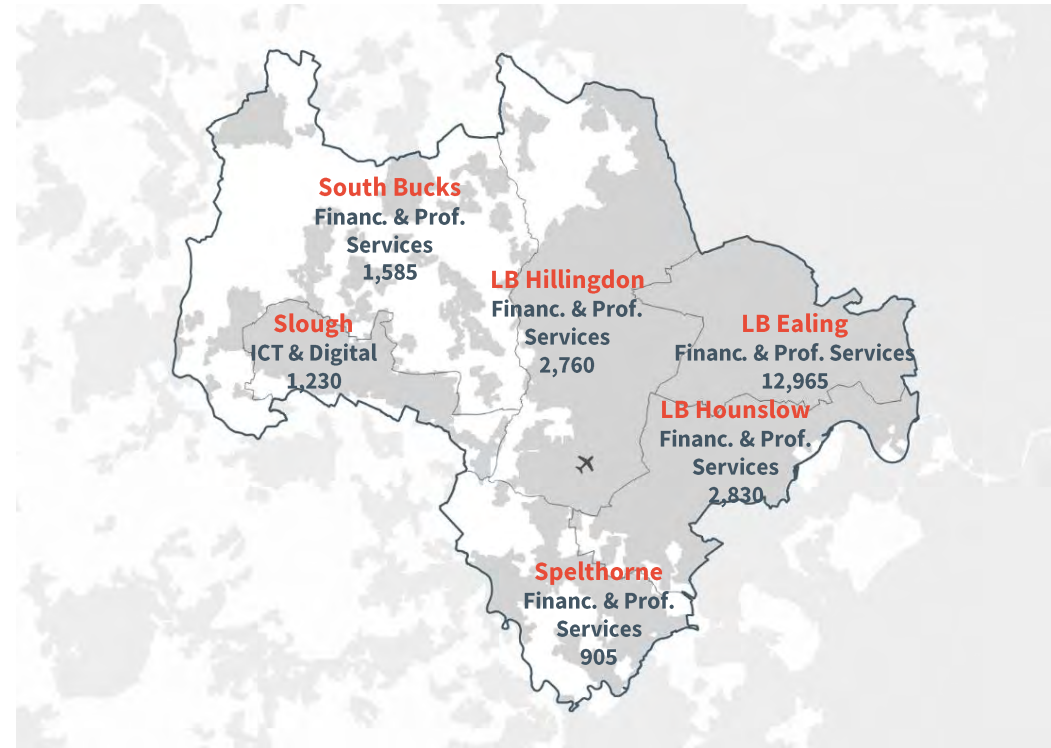 South Bucks
Financ. & Prof.
Services
1,585
LB Hillingdon
Financ. & Prof.
Services
2,760
Slough
ICT & Digital
1,230
LB Ealing
Financ. & Prof. Services
12,965
LB Hounslow
Financ. & Prof.
Services
2,830
Spelthorne
Financ. & Prof.
Services
905